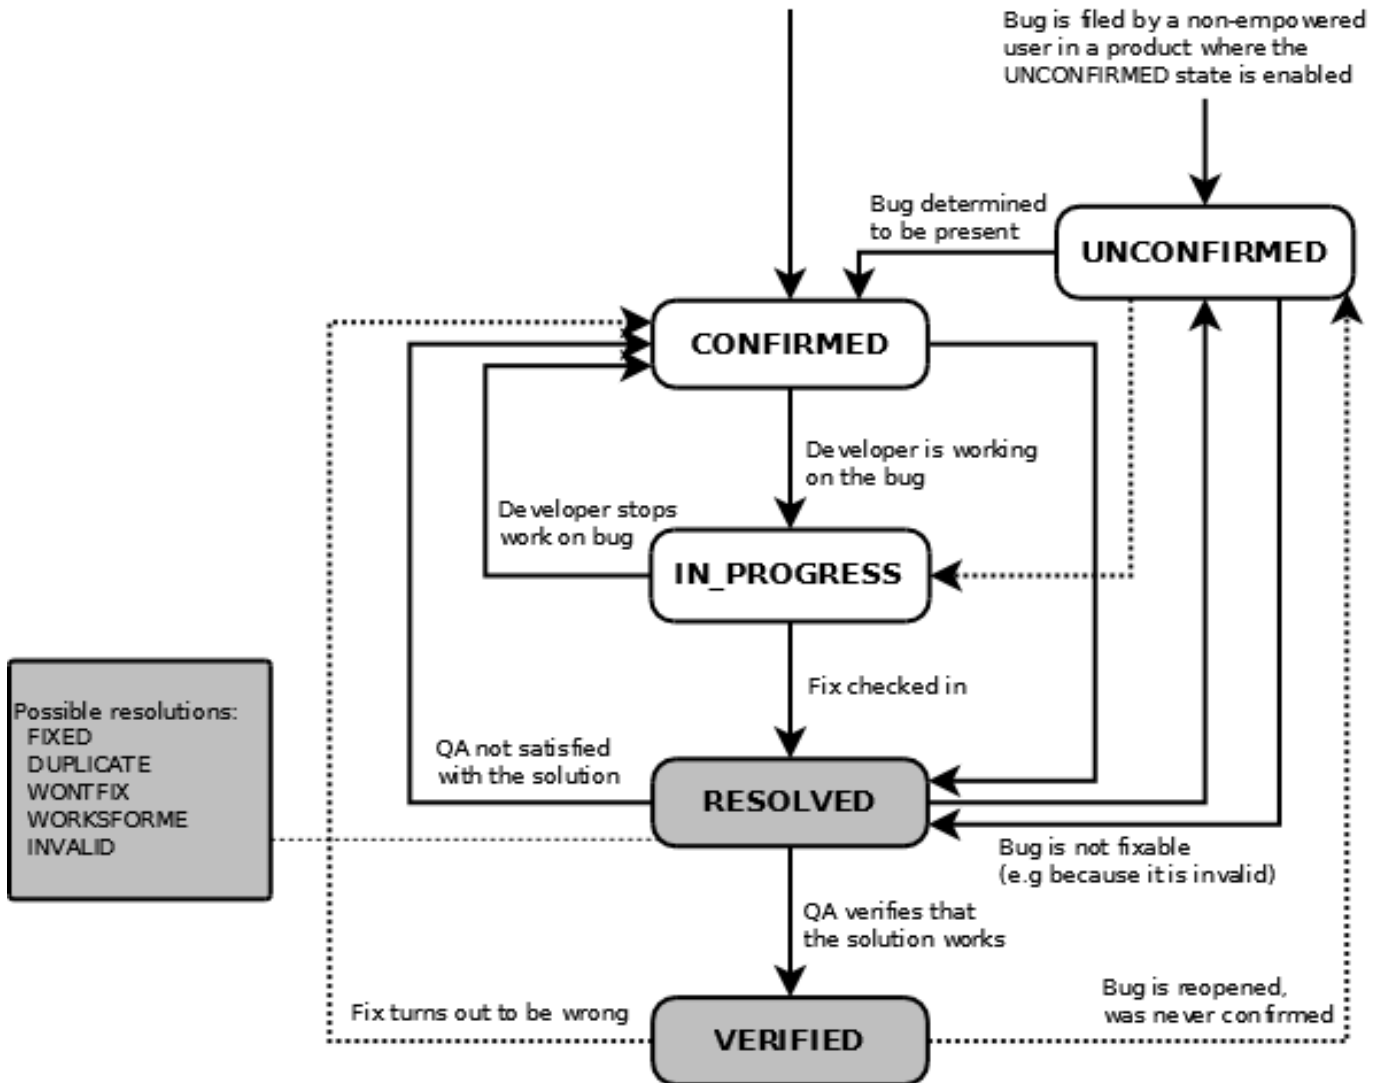 Bug is filed by a non-empowered
user in a product where the
UNCONFIRMED state is enabled
Bug determined
to be present
UNCONFIRMED
CONFIRMED
Developer is working
on the bug
Developer stops
work on bug
IN_PROGRESS
Fix checked in
Possible resolutions:
FIXED
DUPLICATE
WONTFIX
WORKSFORME
INVALID
QA not satisfied
with the solution
RESOLVED
Bug is not fixable
(e.g because it is invalid)
QA verifies that
the solution works
Fix turns out to be wrong
VERIFIED
Bug is reopened,
was never confirmed